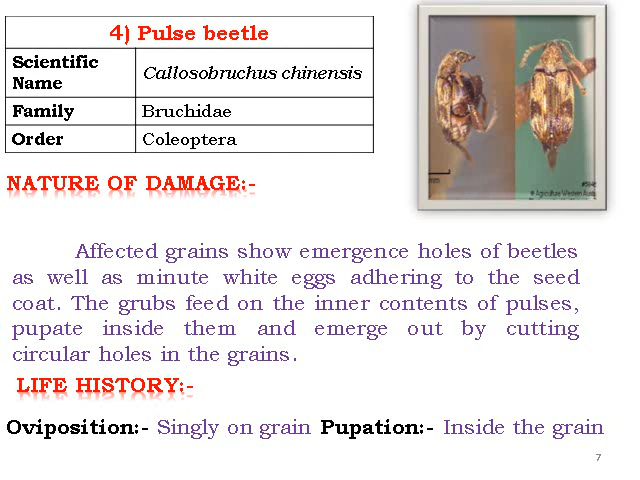 4) Pulse beetle
Scientific
Name
Callosobruchus chinensis
Family
Bruchidae
Order
Coleoptera
© Agriculture Western
NATURE OF DAMAGE:-
Affected grains show emergence holes of beetles
as well as minute white eggs adhering to the seed
coat. The grubs feed on the inner contents of pulses,
pupate inside them and emerge out by cutting
circular holes in the grains.
LIFE HISTORY:-
Oviposition:- Singly on grain Pupation:- Inside the grain
7